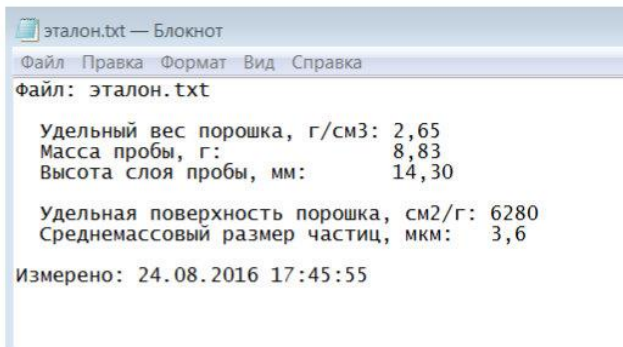 эталон.txt — Блокнот
Файл Правка Формат Вид Справка
Файл: эталон.txt
Удельный вес порошка, г/см3: 2,65
Масса пробы, г: 8,83
Высота слоя пробы, мм: 14,30
Удельная поверхность порошка, см2/г: 6280
Среднемассовый размер частиц, мкм: 3,6
Измерено: 24.08.2016 17:45:55